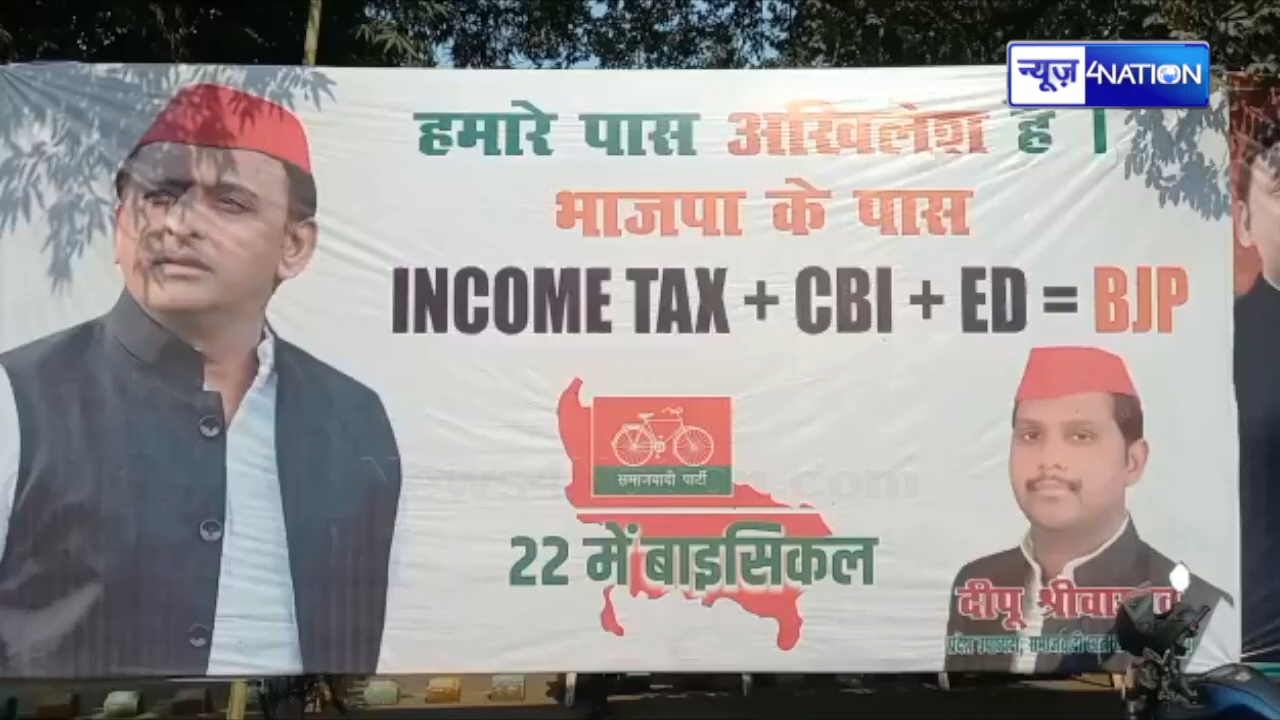 न्यूज़ 4NATION
हमारे पास अखिलेश है ।
भाजपा के पास
INCOME TAX + CBI + ED = BJP
समाजवादी पार्टी
22 में बाइसिकल
दीपू